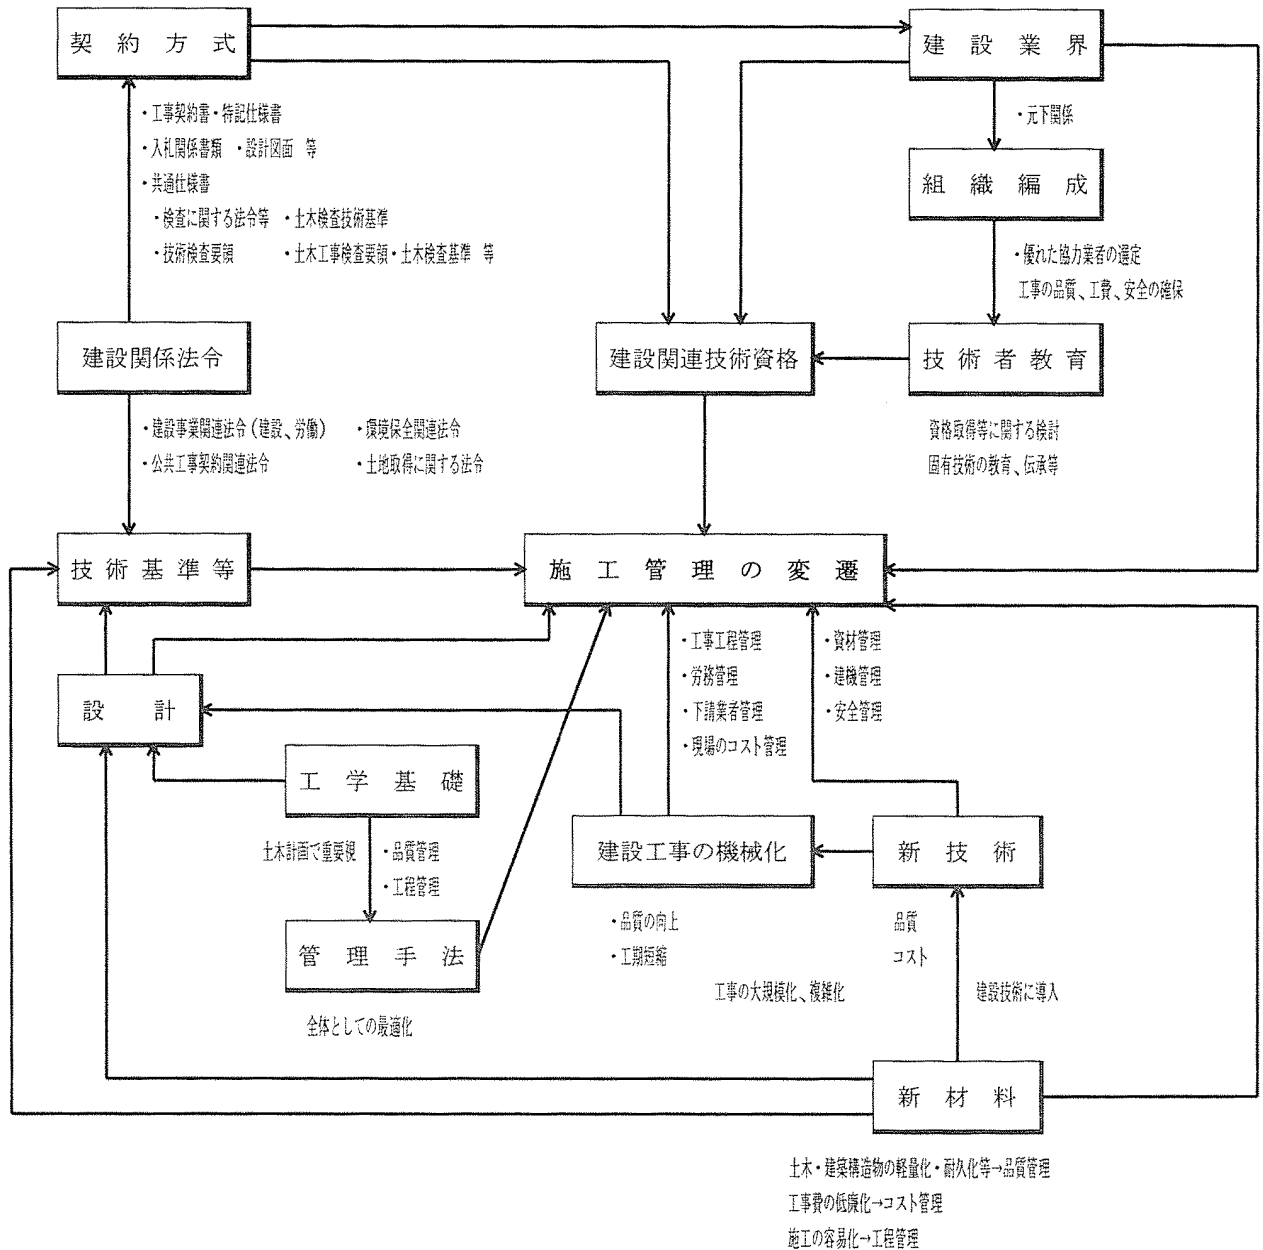 契約方式
建設業界
・工事契約書・特記仕様書
・入札関係書類 ・設計図面 等
・共通仕様書
・検査に関する法令等 ・土木検査技術基準
・技術検査要領 ・土木工事検査要領・土木検査基準 等
・元下関係
組織編成
・優れた協力業者の選定
工事の品質、工費、安全の確保
建設関係法令
建設関連技術資格
技術者教育
・建設事業関連法令(建設、労働) ・環境保全関連法令
・公共工事契約関連法令 ・土地取得に関する法令
資格取得等に関する検討
固有技術の教育、伝承等
技術基準等
施工管理の変遷
・工事工程管理 ・資材管理
・労務管理 ・建機管理
・下請業者管理 ・安全管理
・現場のコスト管理
設計
工学基礎
土木計画で重要視 ・品質管理
・工程管理
建設工事の機械化
新技術
管理手法
・品質の向上
・工期短縮
品質
コスト
工事の大規模化、複雑化
建設技術に導入
全体としての最適化
新材料
土木・建築構造物の軽量化・耐久化等→品質管理
工事費の低廉化→コスト管理
施工の容易化→工程管理